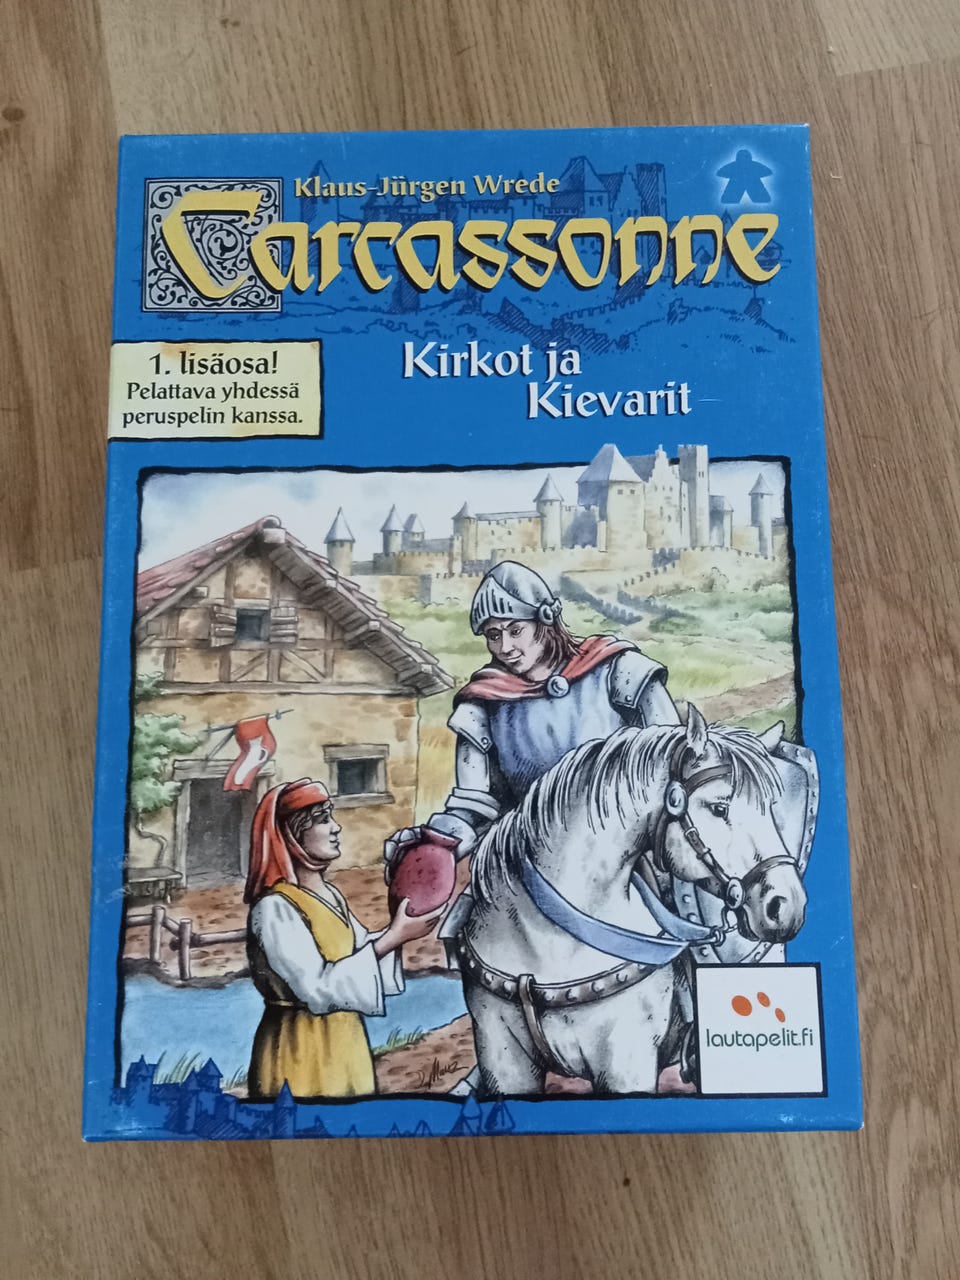 Klaus-Jürgen Wrede
Carcassonne
1. lisäosa!
Pelattava yhdessä
peruspelin kanssa.
Kirkot ja
Kievarit
lautapelit.fi